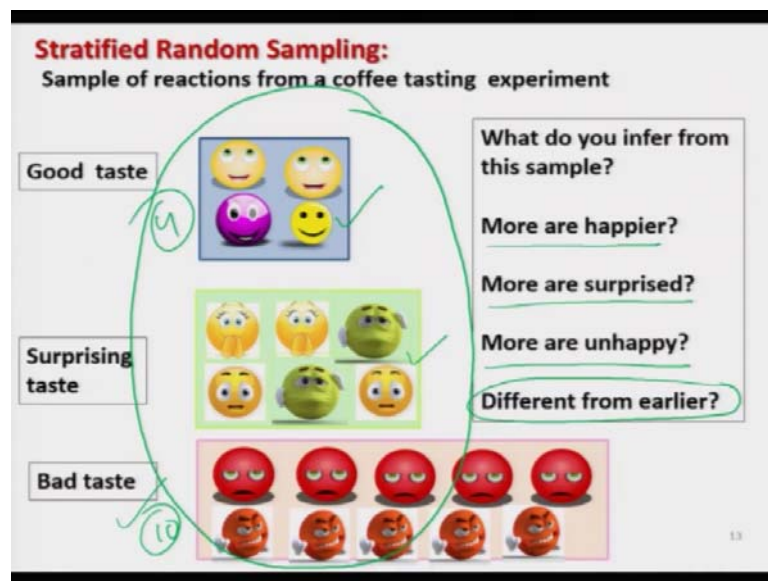 Stratified Random Sampling:
Sample of reactions from a coffee tasting experiment
Good taste
4
Surprising
taste
Bad taste
10
What do you infer from
this sample?
More are happier?
More are surprised?
More are unhappy?
Different from earlier?
13